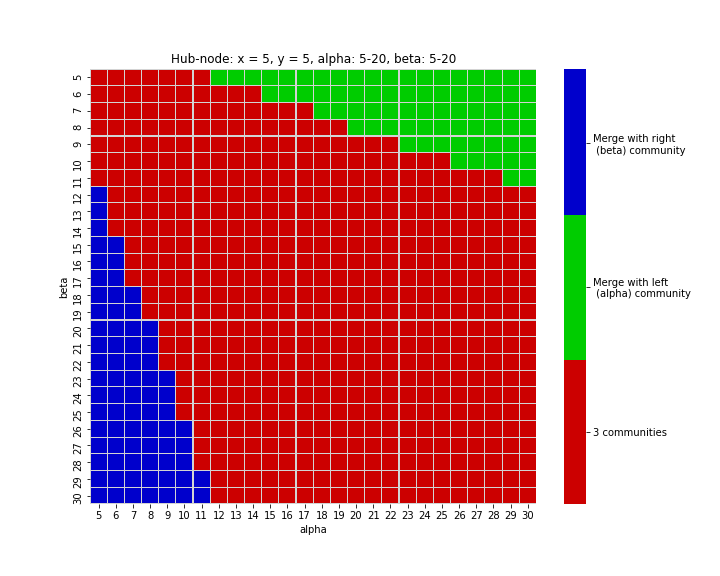 Hub-node: x = 5, y = 5, alpha: 5-20, beta: 5-20
beta
5
6
7
8
9
10
11
12
13
14
15
16
17
18
19
20
21
22
23
24
25
26
27
28
29
30
5 6 7 8 9 10 11 12 13 14 15 16 17 18 19 20 21 22 23 24 25 26 27 28 29 30
alpha
Merge with right
(beta) community
Merge with left
(alpha) community
3 communities